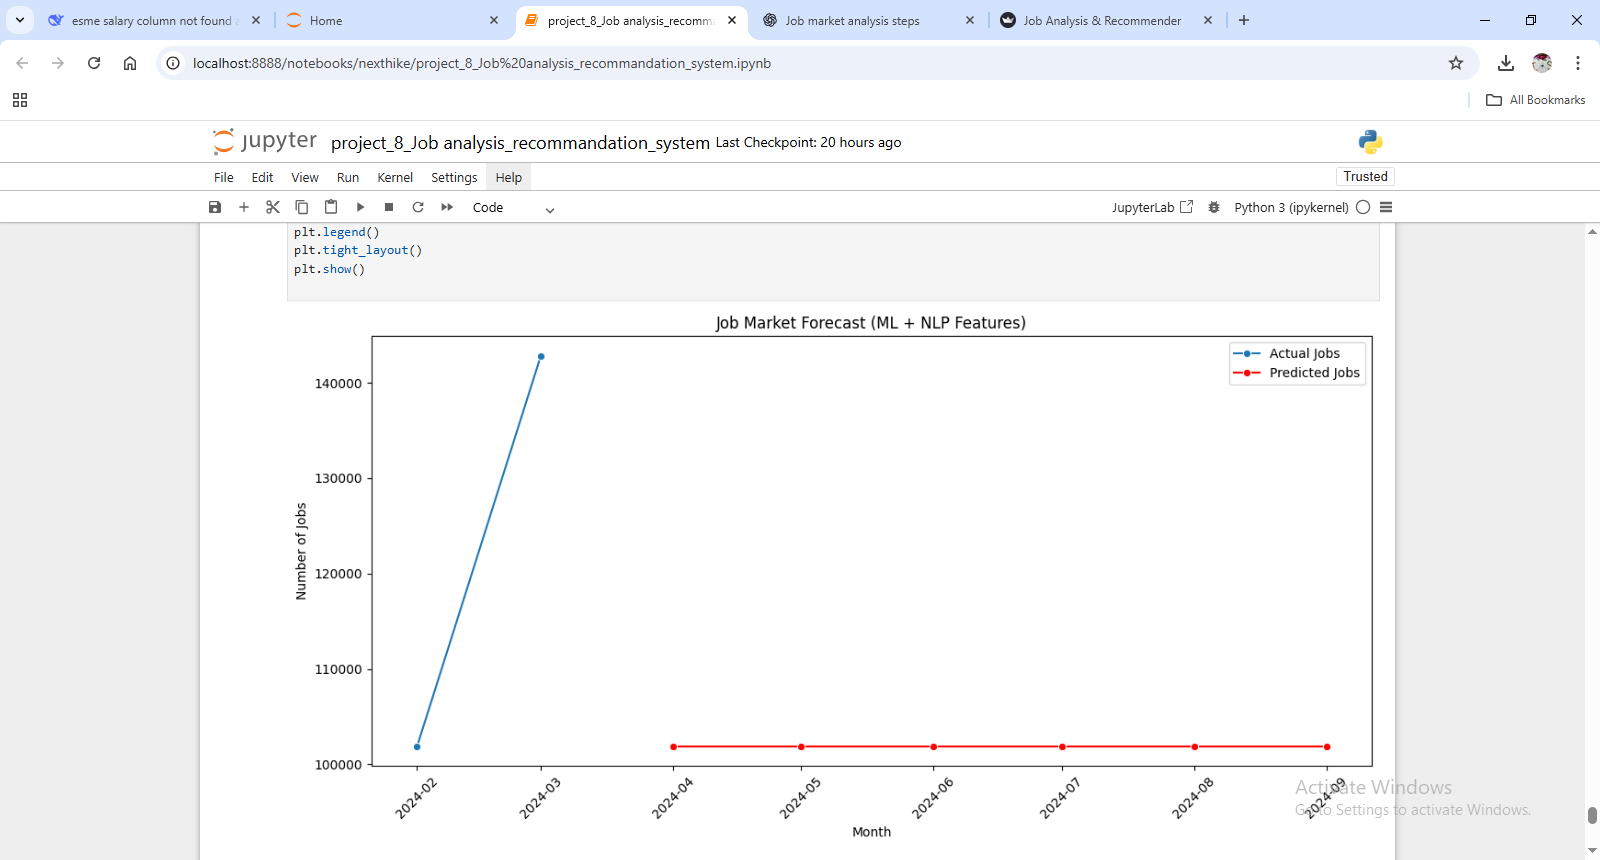 esme salary column not found
Home
project_8_Job analysis_recomm
Job market analysis steps
Job Analysis & Recommender
localhost:8888/notebooks/nexthike/project_8_Job%20analysis_recommandation_system.ipynb
All Bookmarks
jupyter project_8_Job analysis_recommandation_system Last Checkpoint: 20 hours ago
File Edit View Run Kernel Settings Help Trusted
Code JupyterLab Python 3 (ipykernel)
plt.legend()
plt.tight_layout()
plt.show()
Job Market Forecast (ML + NLP Features)
Actual Jobs
Predicted Jobs
140000
130000
120000
110000
100000
Number of Jobs
2024-02 2024-03 2024-04 2024-05 2024-06 2024-07 2024-08 2024-09
Month
Activate Windows
Go to Settings to activate Windows.